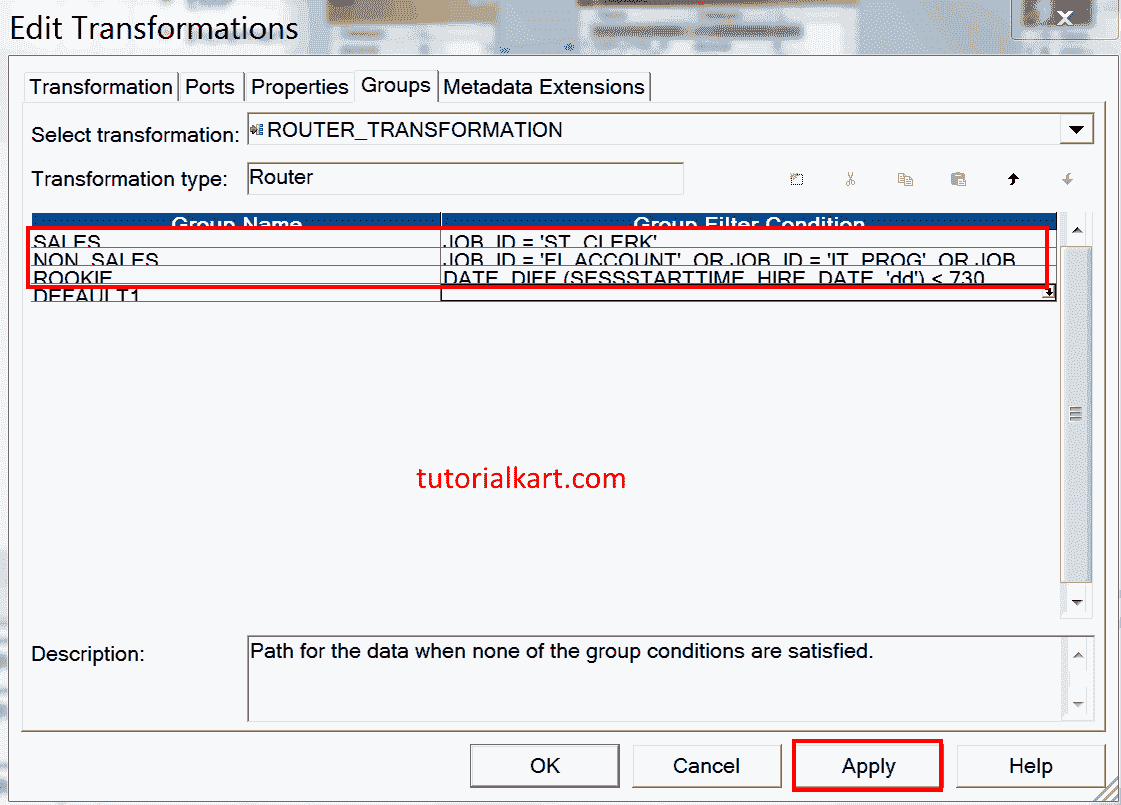 Edit Transformations
Transformation Ports Properties Groups Metadata Extensions
Select transformation: ROUTER_TRANSFORMATION
Transformation type: Router
Group Name Group Filter Condition
SALES JOB_ID = 'ST_CLERK'
NON_SALES JOB_ID = 'FI_ACCOUNT' OR JOB_ID = 'IT_PROG' OR JOB
ROOKIE DATE_DIFF (SESSSTARTTIME, HIRE_DATE, 'dd') < 730
DEFAULT1
tutorialkart.com
Description: Path for the data when none of the group conditions are satisfied.
OK Cancel Apply Help